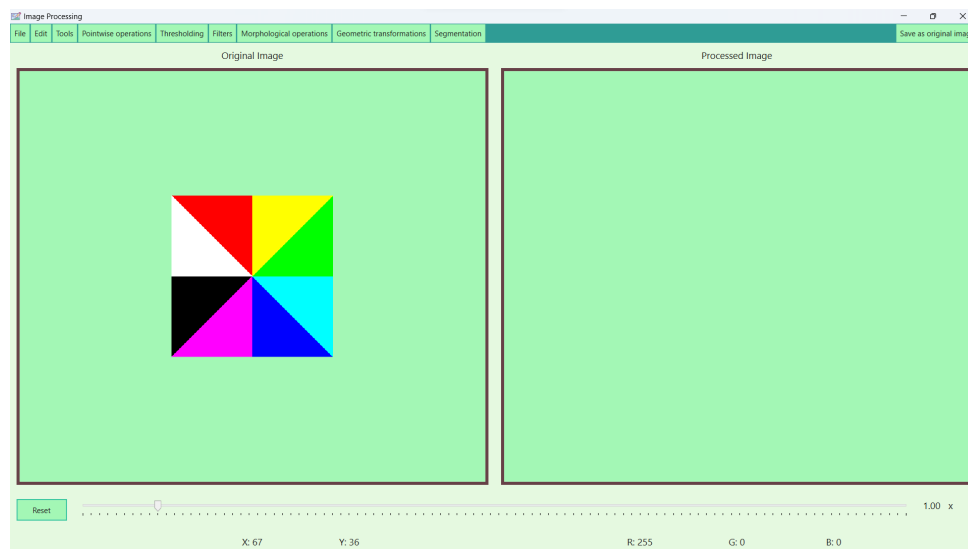 Image Processing
File Edit Tools Pointwise operations Thresholding Filters Morphological operations Geometric transformations Segmentation Save as original imag
Original Image Processed Image
Reset 1.00 x
X: 67 Y: 36 R: 255 G: 0 B: 0